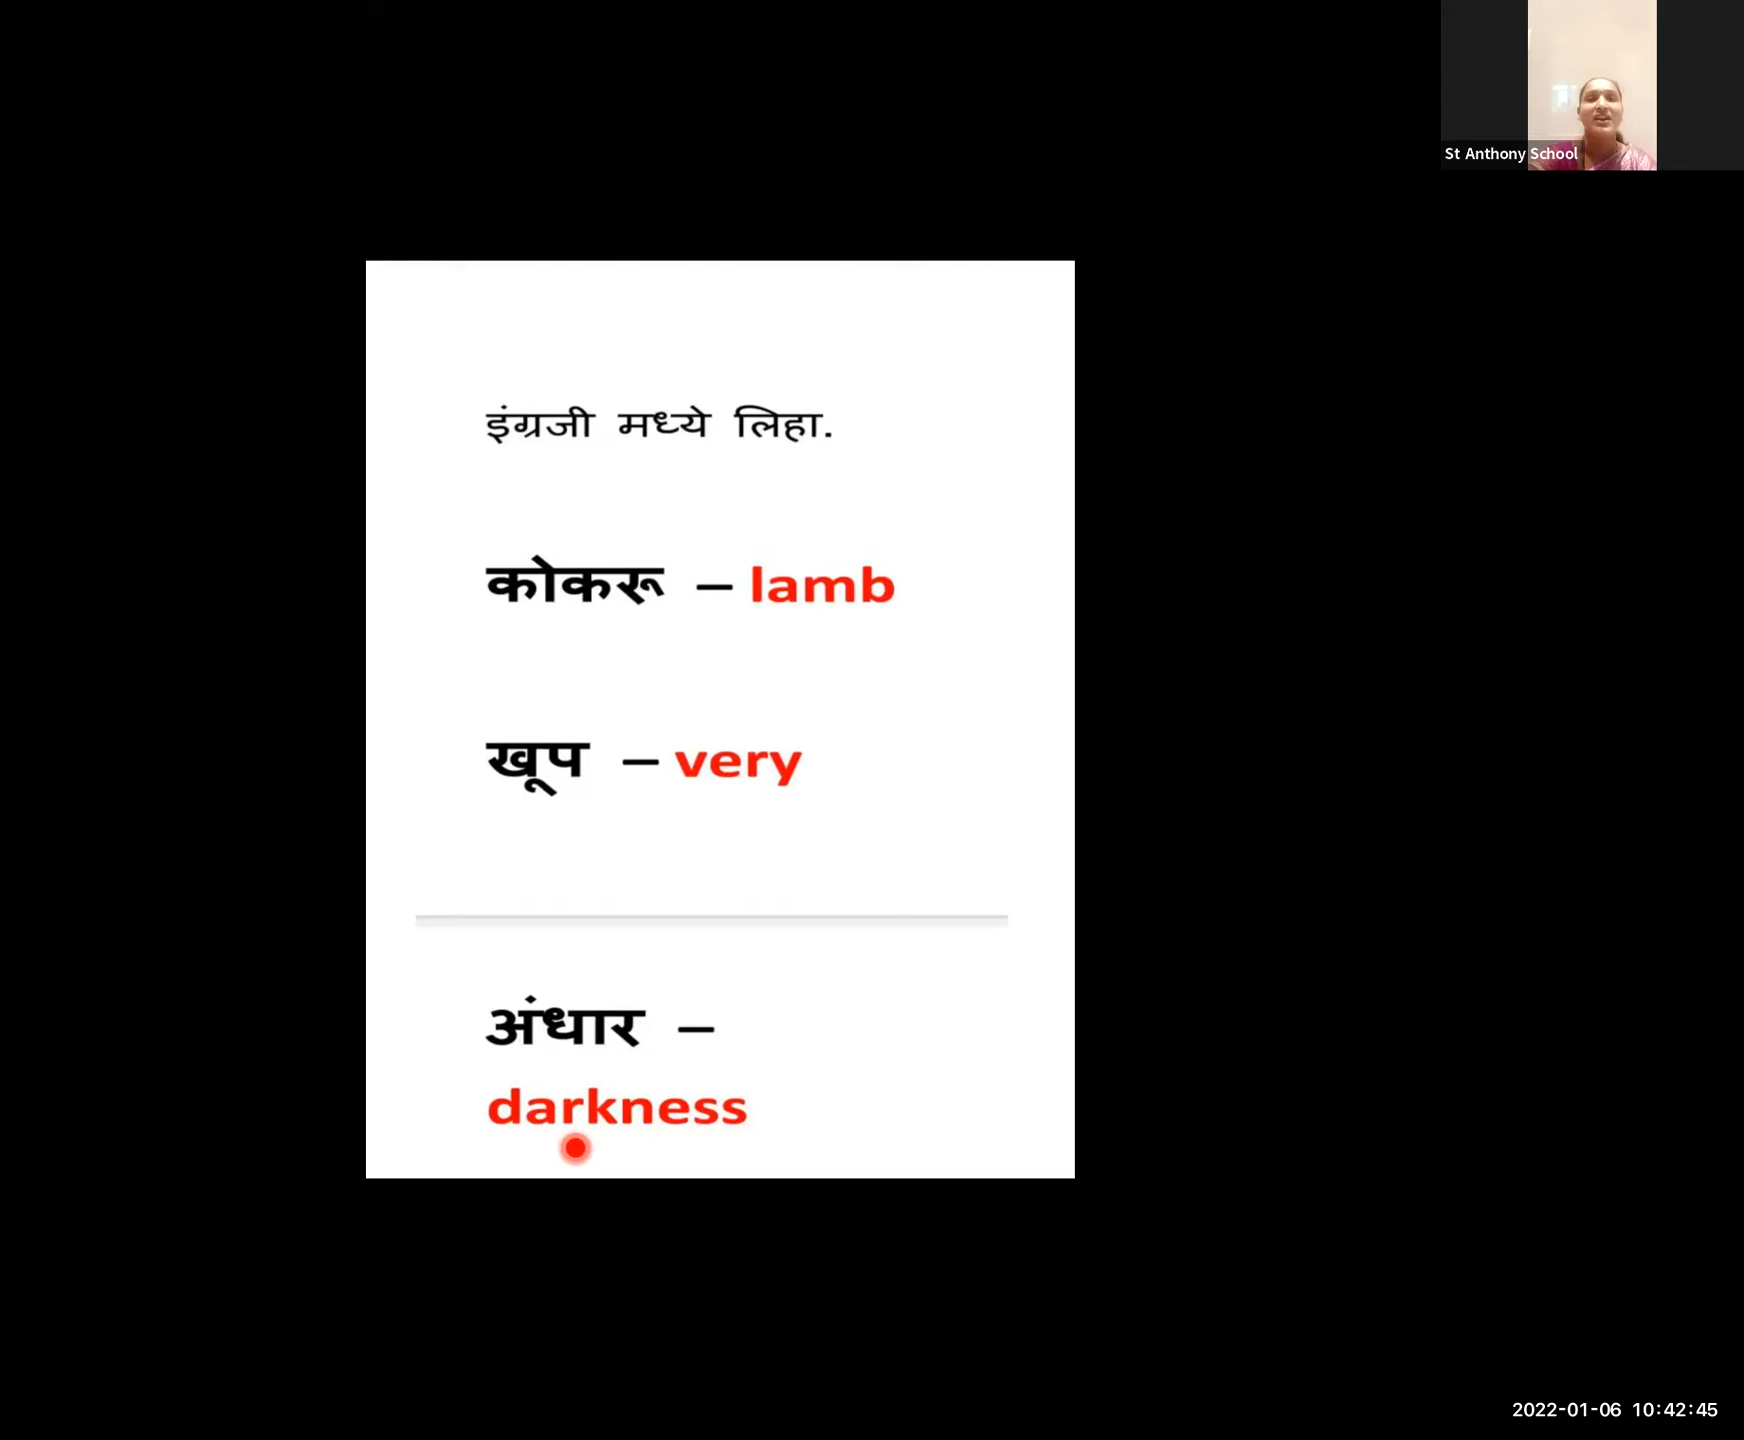 St Anthony School
इंग्रजी मध्ये लिहा.
कोकरू – lamb
खूप – very
अंधार –
darkness
2022-01-06 10:42:45